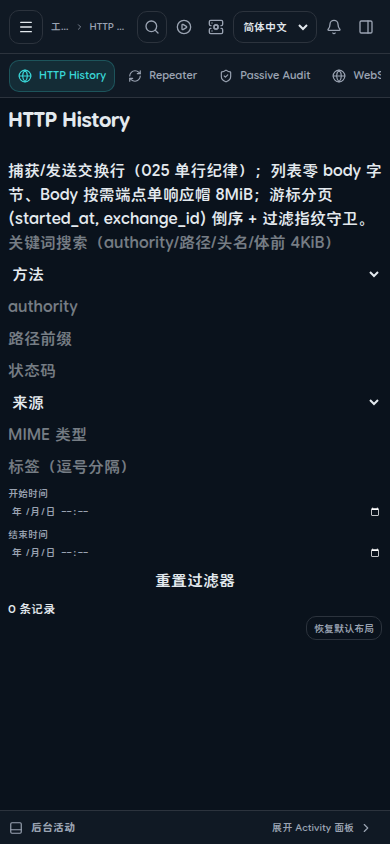 工...
HTTP ...
简体中文
HTTP History
Repeater
Passive Audit
WebS
HTTP History
捕获/发送交换行（025 单行纪律）；列表零 body 字
节、Body 按需端点单响应帽 8MiB；游标分页
(started_at, exchange_id) 倒序 + 过滤指纹守卫。
关键词搜索（authority/路径/头名/体前 4KiB）
方法
authority
路径前缀
状态码
来源
MIME 类型
标签（逗号分隔）
开始时间
年 /月/日 --:--
结束时间
年 /月/日 --:--
重置过滤器
0 条记录
恢复默认布局
后台活动
展开 Activity 面板